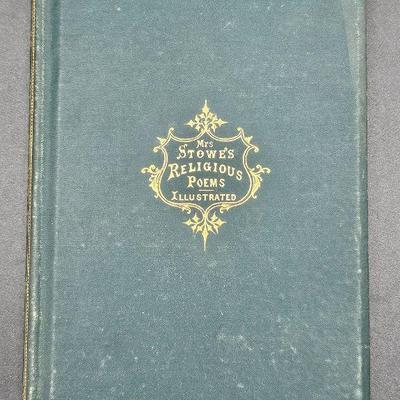 Mrs
Stowe's
Religious
Poems
Illustrated